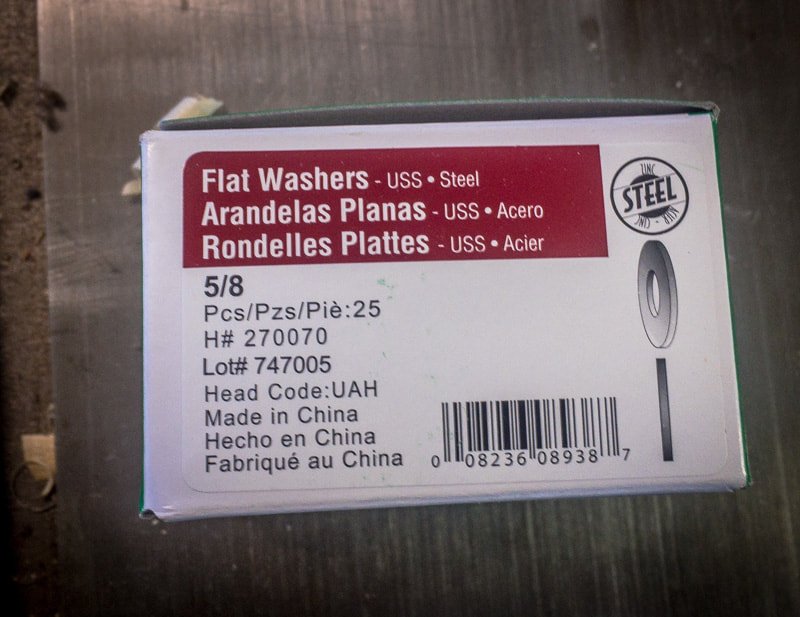 Flat Washers - USS • Steel
Arandelas Planas - USS • Acero
Rondelles Plattes - USS • Acier
ZINC
STEEL
5/8
Pcs/Pzs/Piè:25
H# 270070
Lot# 747005
Head Code:UAH
Made in China
Hecho en China
Fabriqué au China
0 08236 08938 7